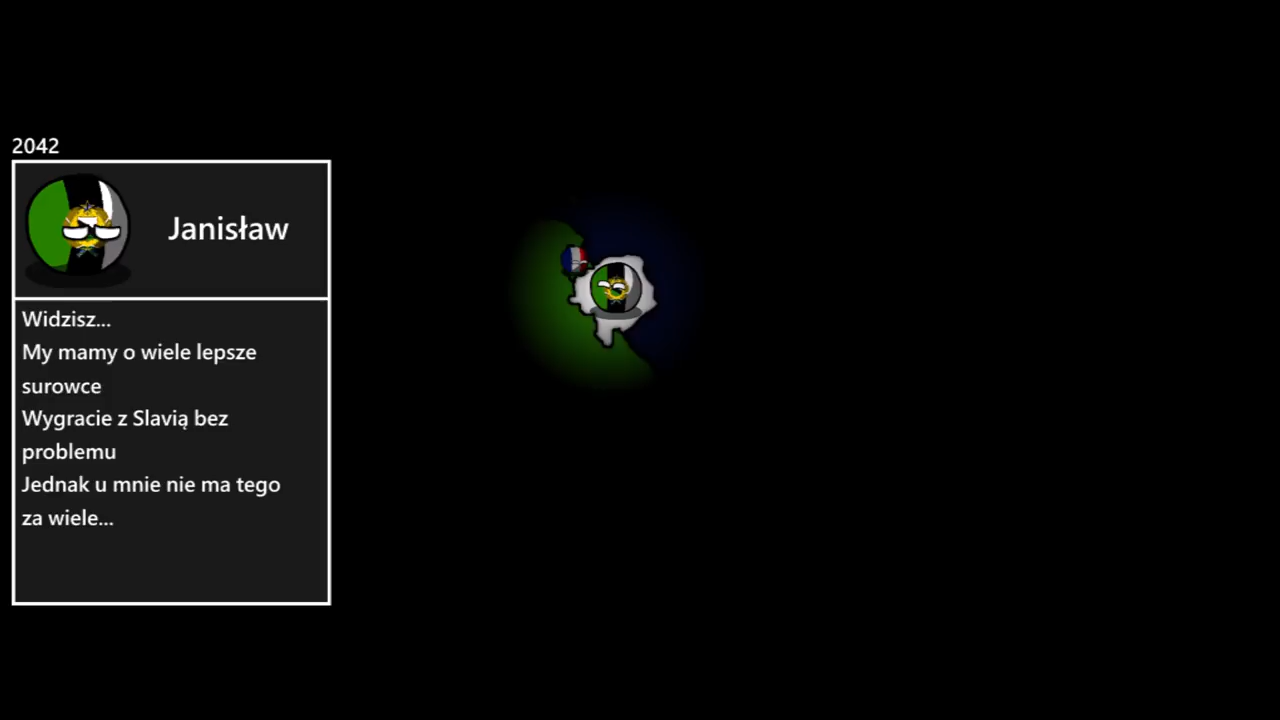 2042
Janisław
Widzisz...
My mamy o wiele lepsze
surowce
Wygracie z Slavią bez
problemu
Jednak u mnie nie ma tego
za wiele...